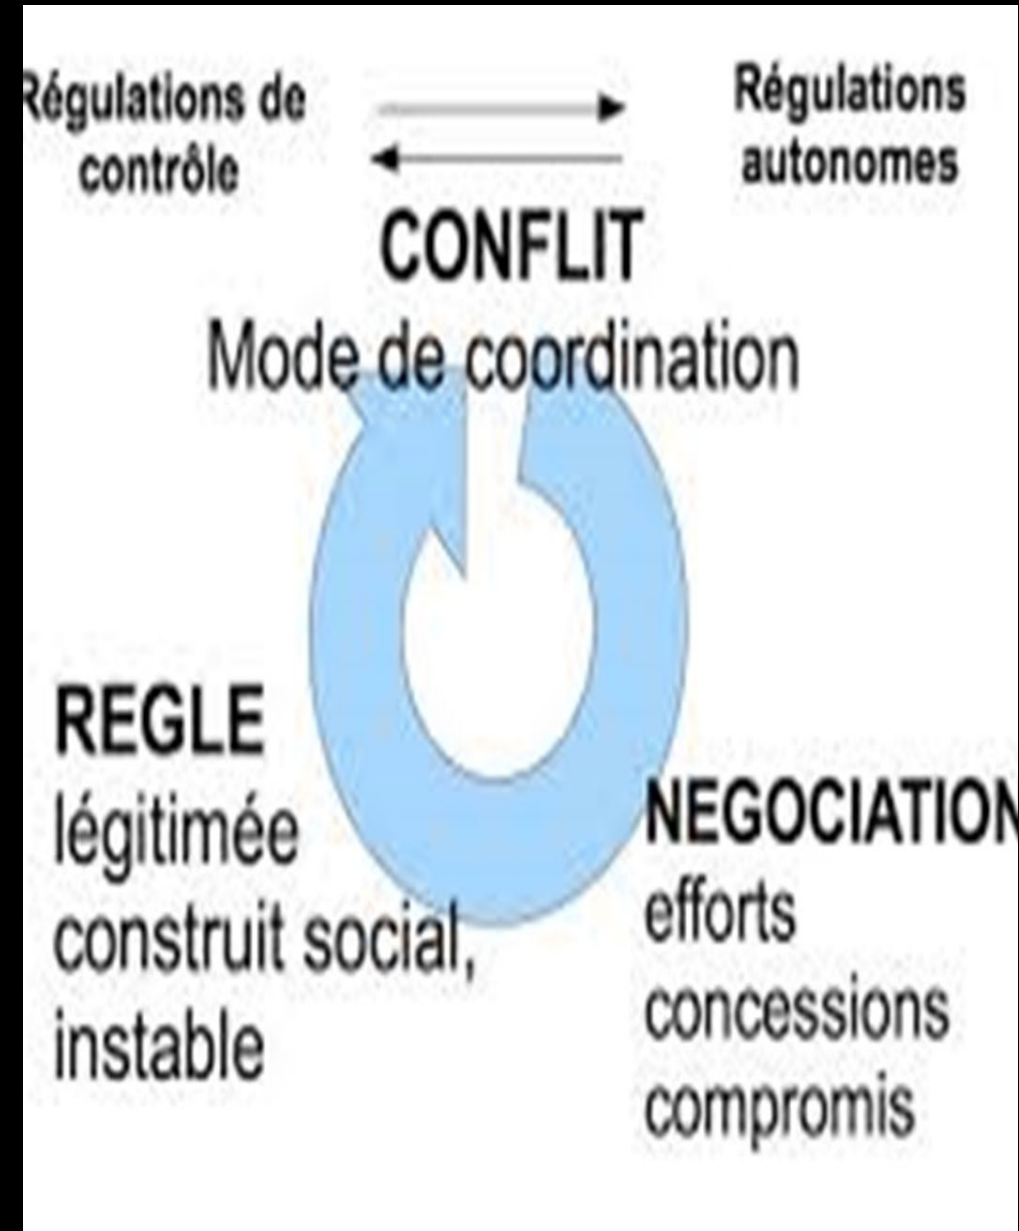 Régulations de
contrôle
Régulations
autonomes
CONFLIT
Mode de coordination
REGLE
légitimée
construit social,
instable
NEGOCIATION
efforts
concessions
compromis